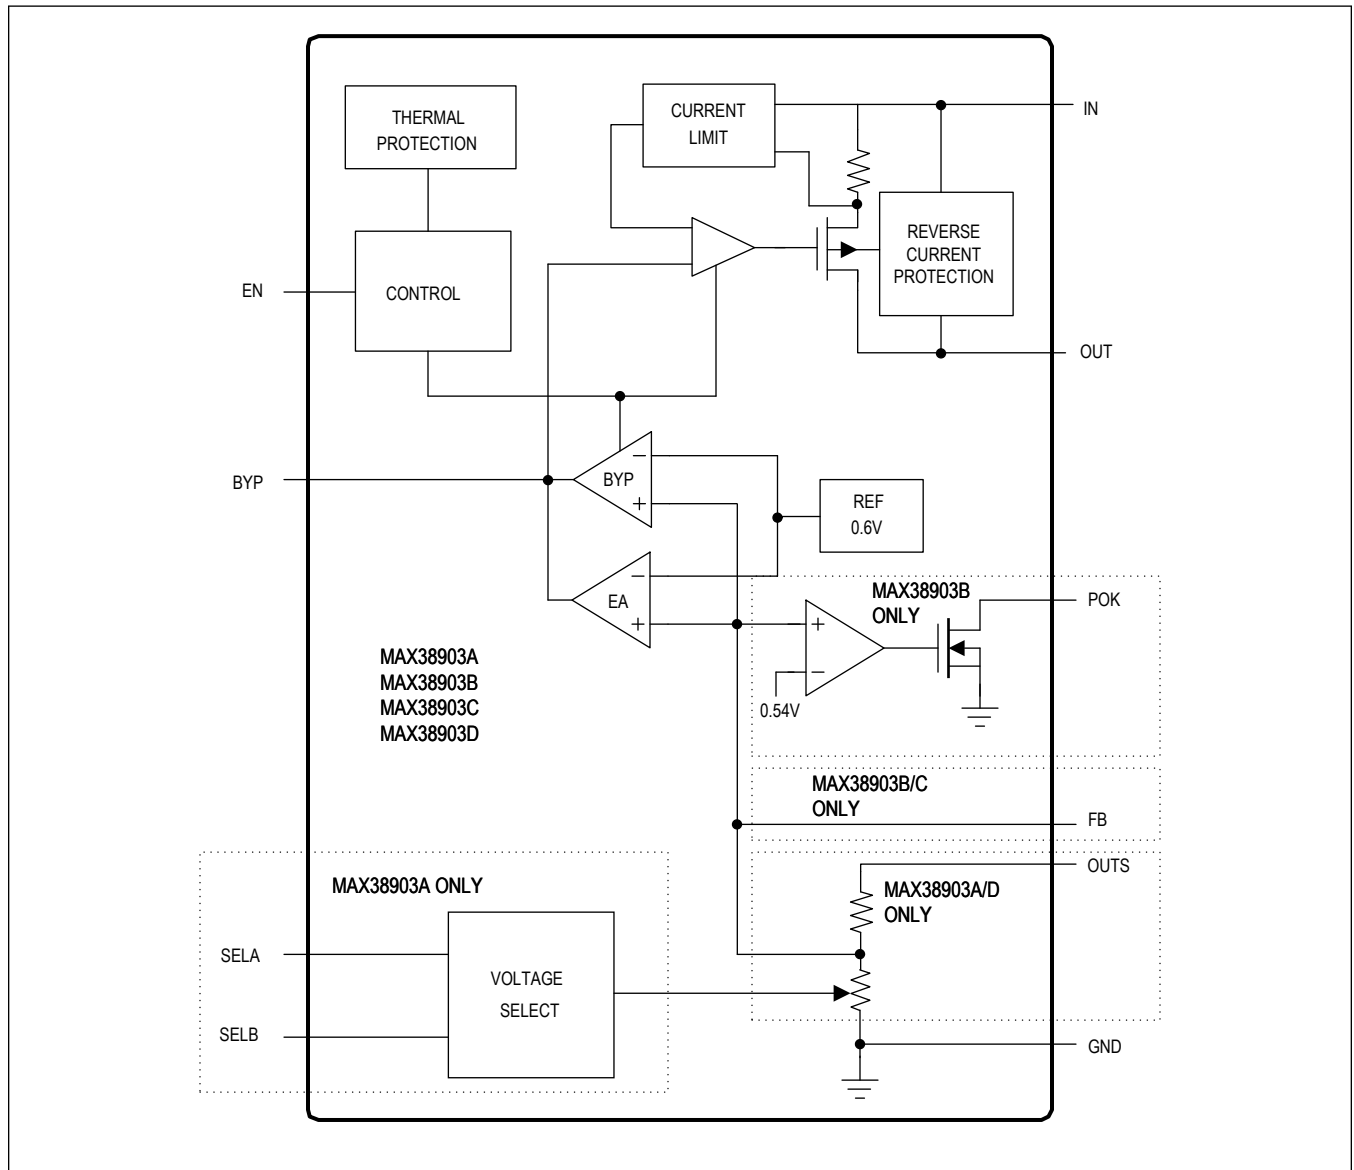 THERMAL
PROTECTION
CURRENT
LIMIT
IN
REVERSE
CURRENT
PROTECTION
EN
CONTROL
OUT
BYP
−
BYP
+
REF
0.6V
−
EA
+
MAX38903B
ONLY
POK
+
−
0.54V
MAX38903A
MAX38903B
MAX38903C
MAX38903D
MAX38903B/C
ONLY
FB
OUTS
MAX38903A/D
ONLY
MAX38903A ONLY
SELA
VOLTAGE
SELECT
SELB
GND